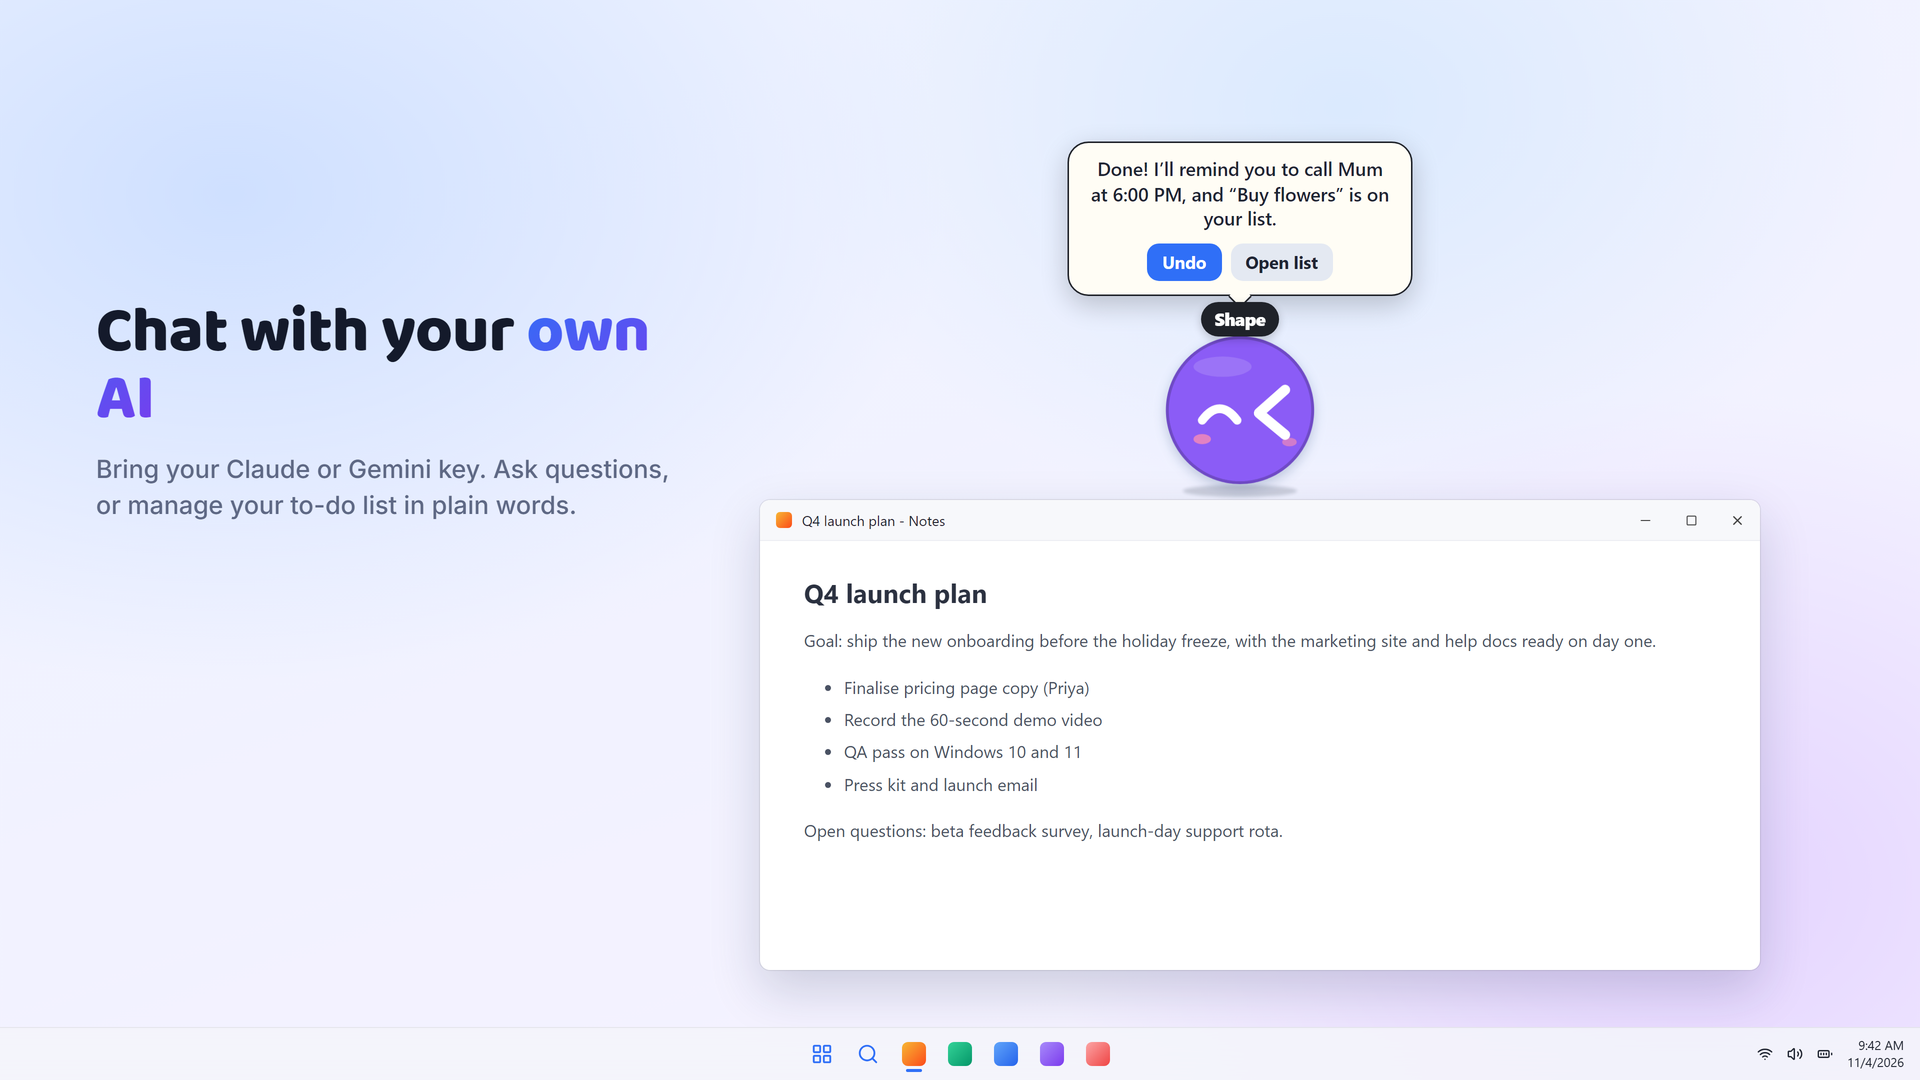 Chat with your own
AI
Bring your Claude or Gemini key. Ask questions,
or manage your to-do list in plain words.
Done! I’ll remind you to call Mum
at 6:00 PM, and “Buy flowers” is on
your list.
Undo
Open list
Shape
Q4 launch plan - Notes
Q4 launch plan
Goal: ship the new onboarding before the holiday freeze, with the marketing site and help docs ready on day one.
• Finalise pricing page copy (Priya)
• Record the 60-second demo video
• QA pass on Windows 10 and 11
• Press kit and launch email
Open questions: beta feedback survey, launch-day support rota.
9:42 AM
11/4/2026